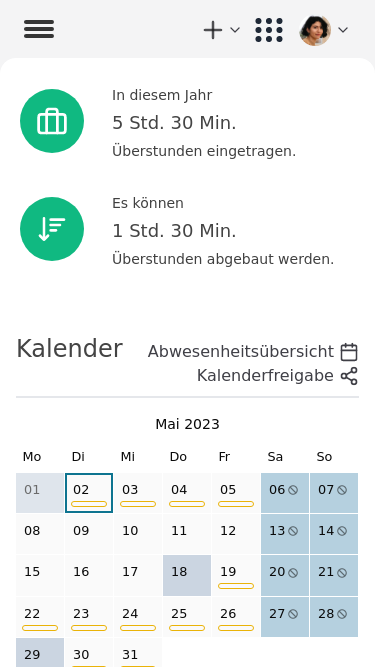 In diesem Jahr
5 Std. 30 Min.
Überstunden eingetragen.
Es können
1 Std. 30 Min.
Überstunden abgebaut werden.
Kalender
Abwesenheitsübersicht
Kalenderfreigabe
Mai 2023
Mo Di Mi Do Fr Sa So
01 02 03 04 05 06 07
08 09 10 11 12 13 14
15 16 17 18 19 20 21
22 23 24 25 26 27 28
29 30 31